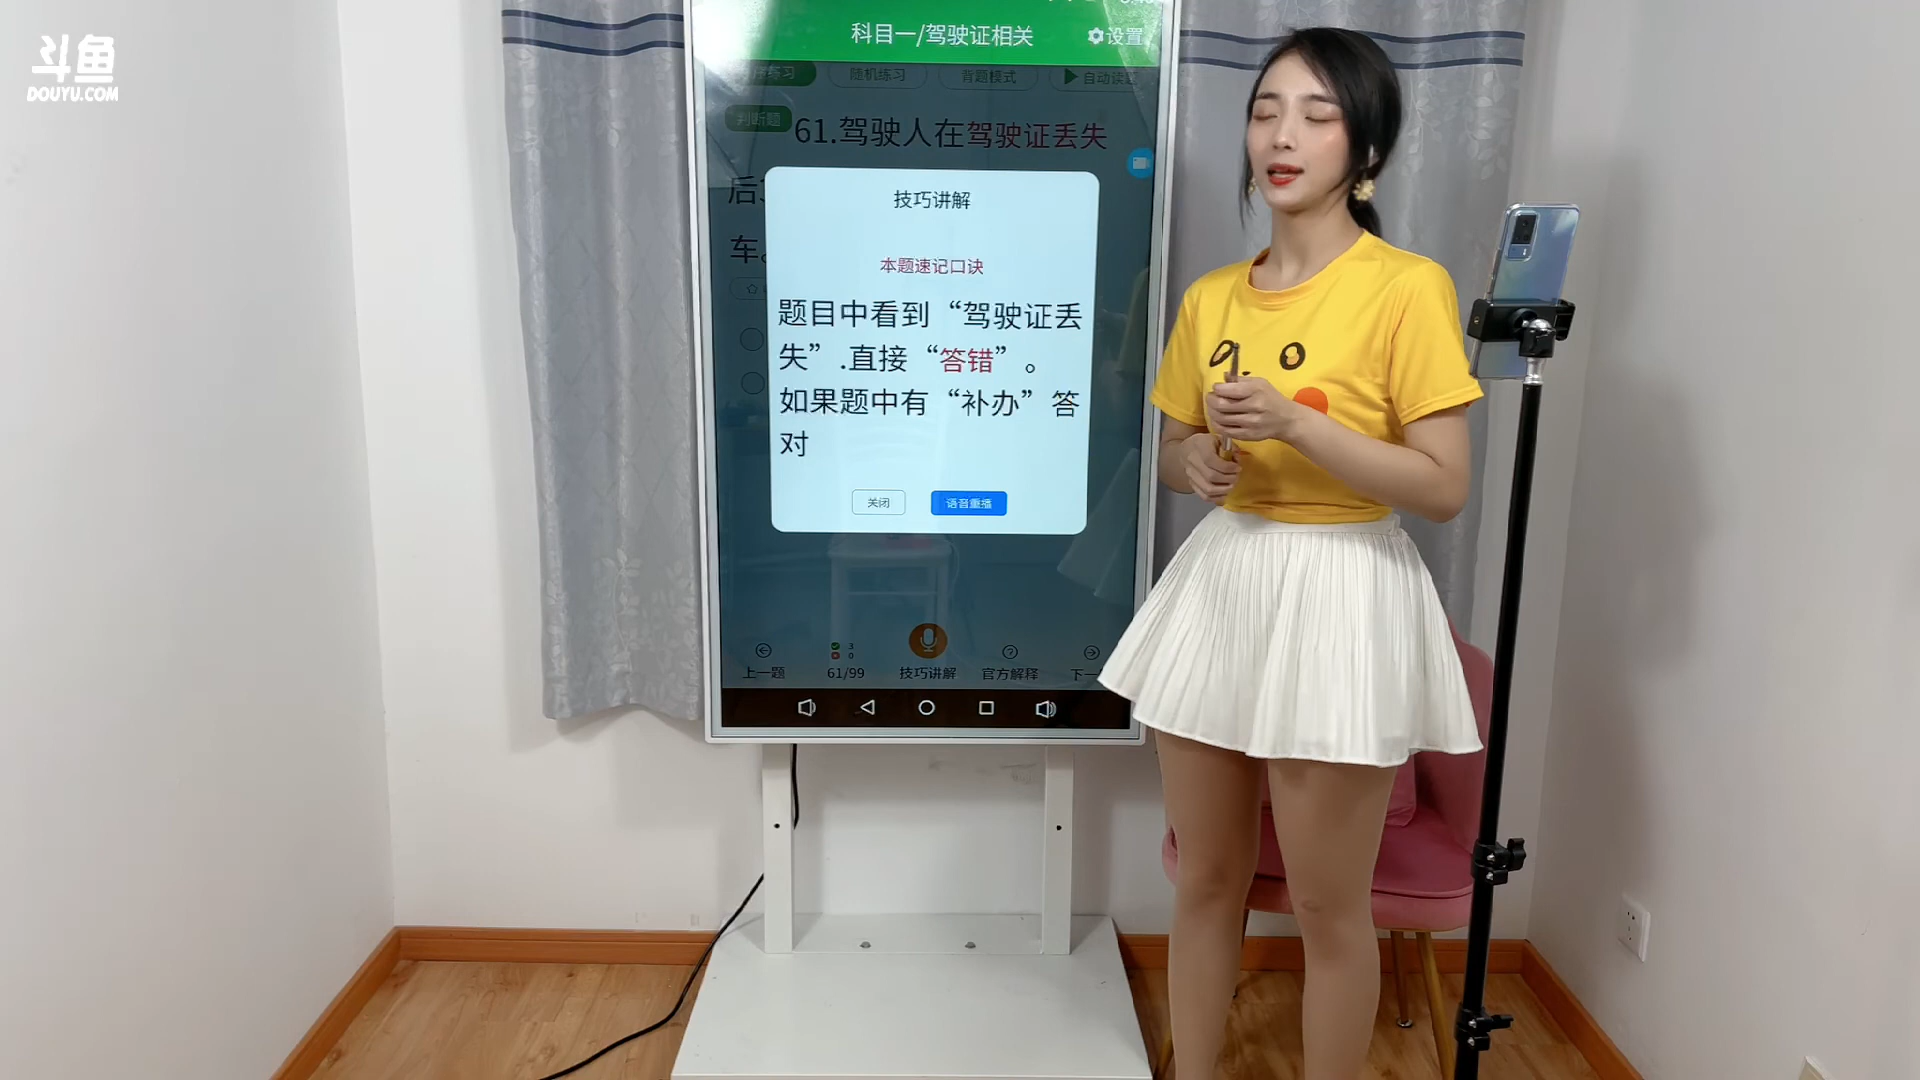 斗鱼
DOUYU.COM
科目一/驾驶证相关
设置
随机练习
背题模式
自动读题
判断题
61.驾驶人在驾驶证丢失
后
车。
技巧讲解
本题速记口诀
题目中看到“驾驶证丢
失”.直接“答错”。
如果题中有“补办”答
对
关闭
语音重播
3
0
上一题
61/99
技巧讲解
官方解释
下一